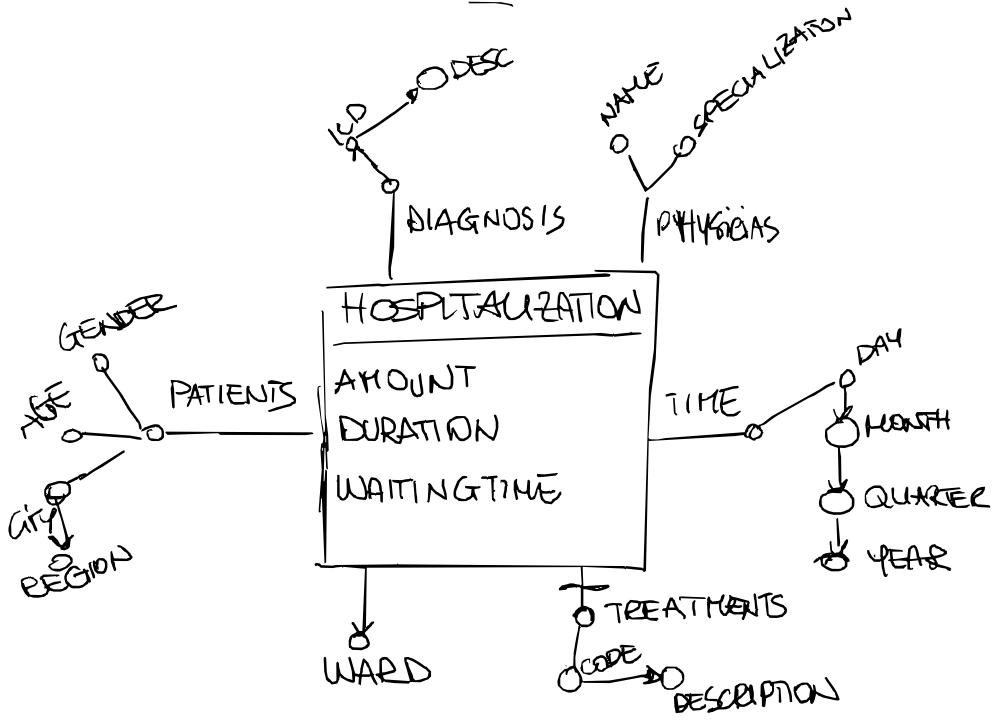 DESC
ICD
NAME
SPECIALIZATION
DIAGNOSIS
HOSPITALIZATION
AMOUNT
DURATION
WAITINGTIME
GENDER
AGE
PATIENTS
CITY
REGION
TIME
DAY
MONTH
QUARTER
YEAR
WARD
TREATMENTS
CODE
DESCRIPTION